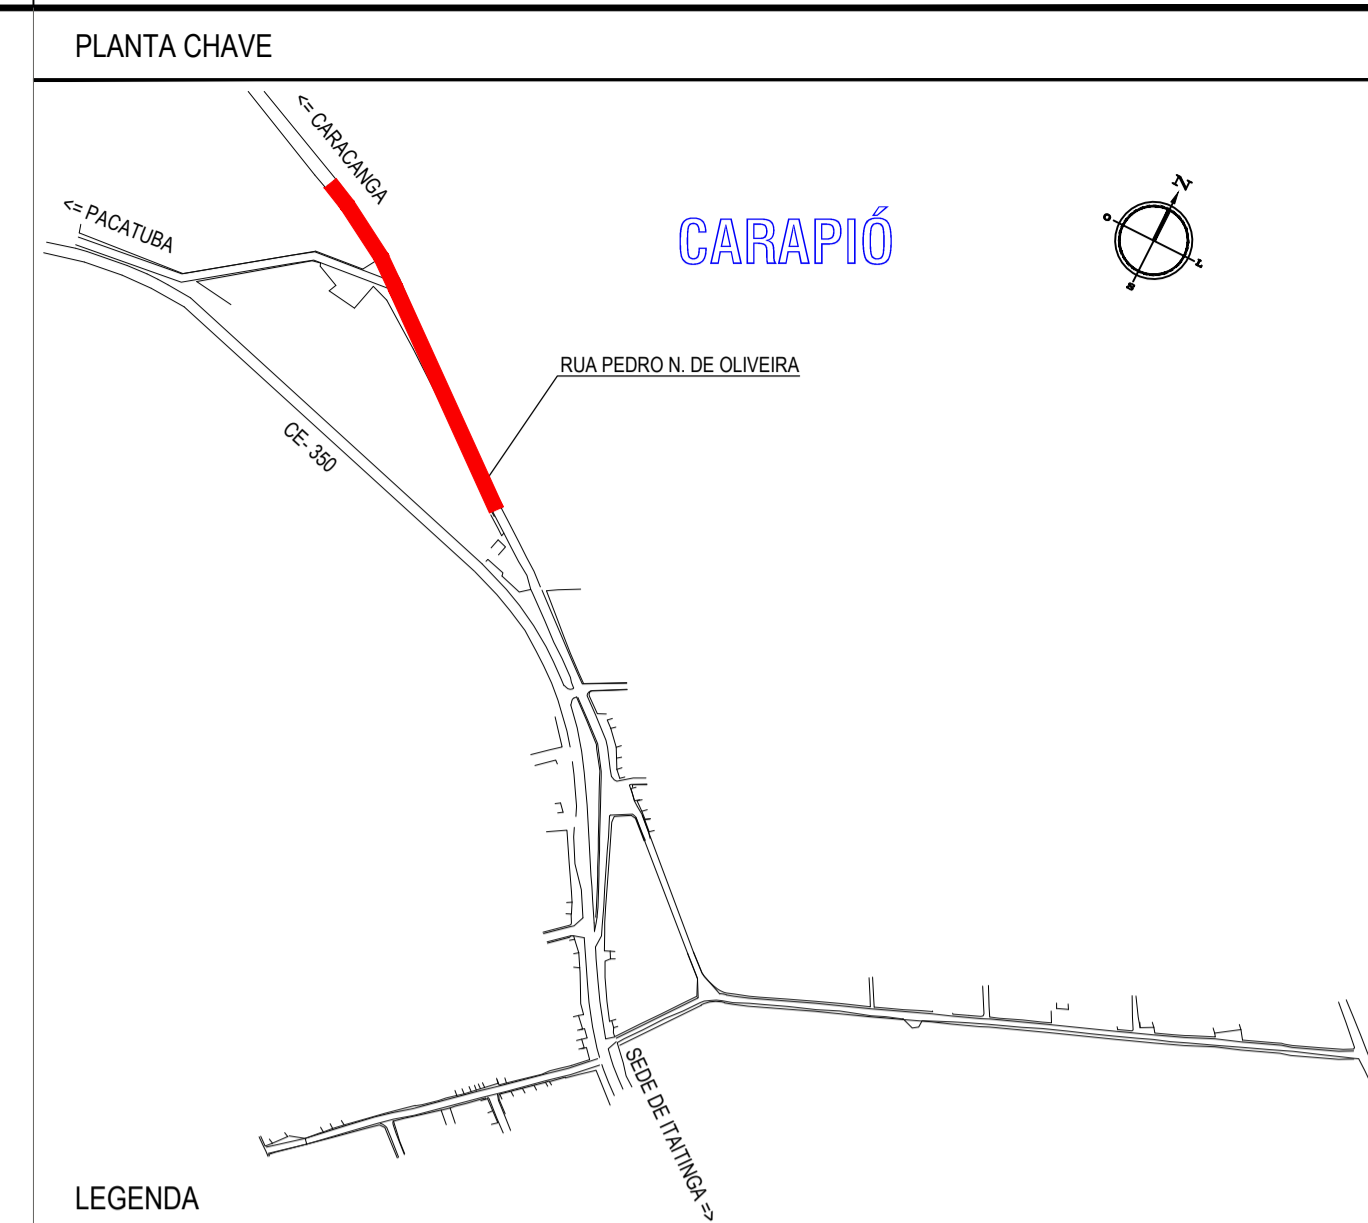 PLANTA CHAVE
<= CARACANGA
<= PACATUBA
CARAPIÓ
N
O
L
S
RUA PEDRO N. DE OLIVEIRA
CE- 350
SEDE DE ITAITINGA =>
LEGENDA